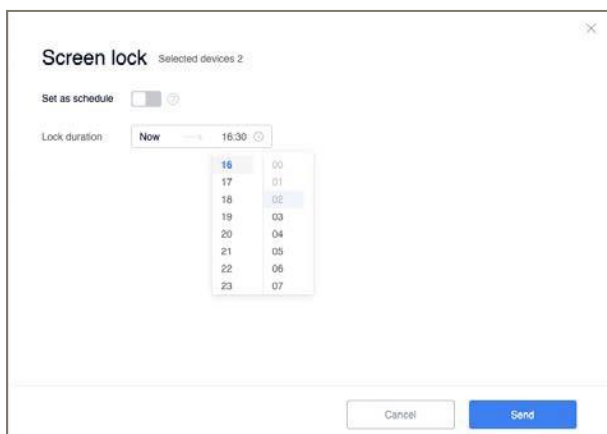 Screen lock Selected devices 2
Set as schedule
Lock duration Now 16:30
16 00
17 01
18 02
19 03
20 04
21 05
22 06
23 07
Cancel Send